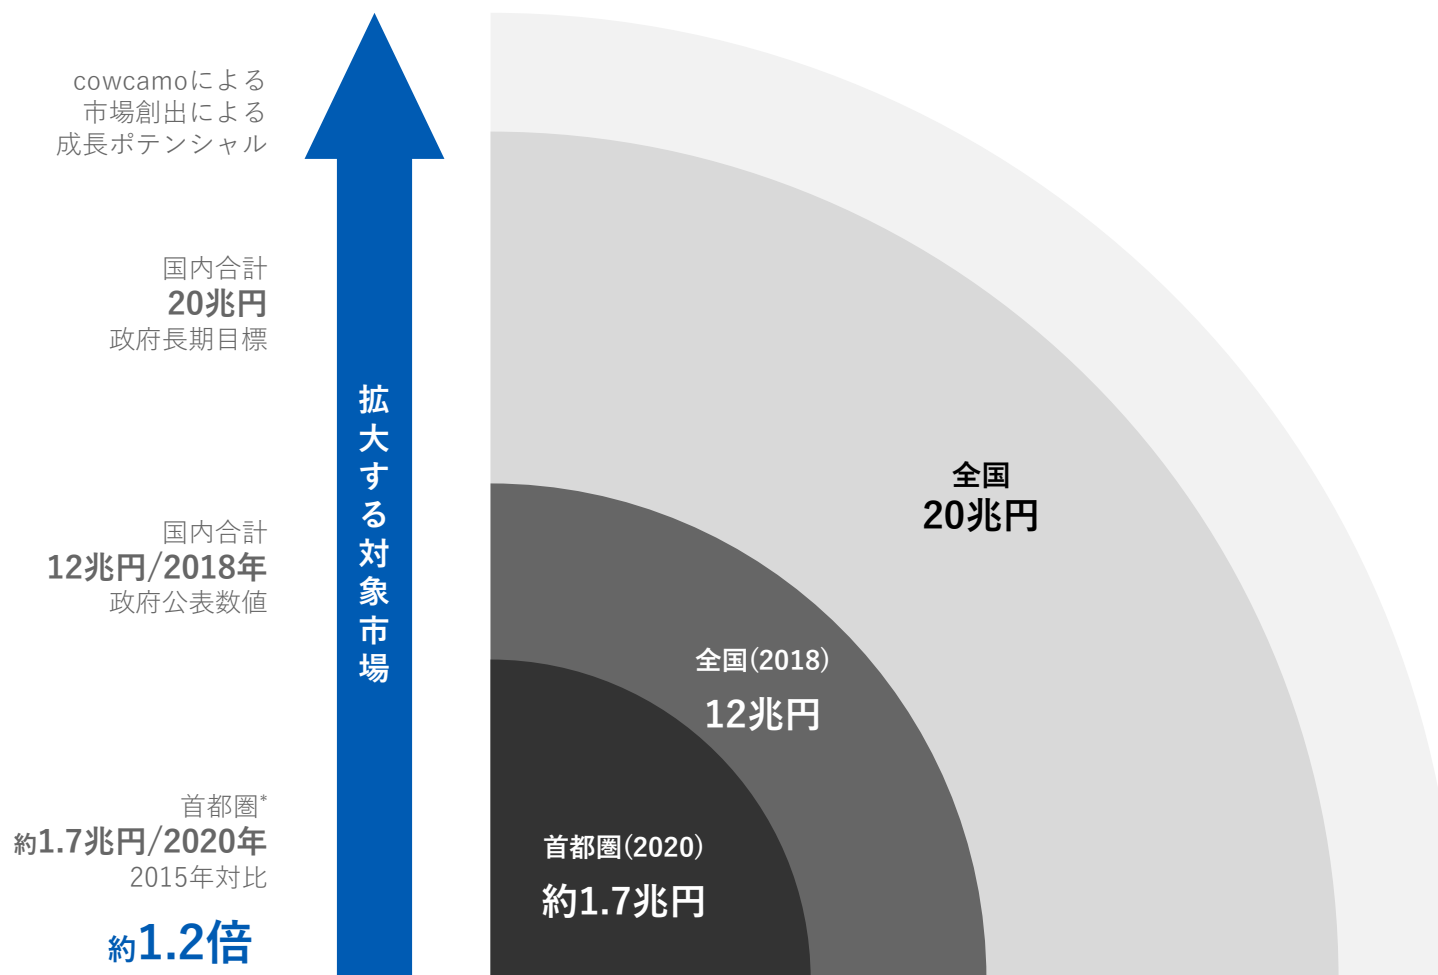 cowcamoによる
市場創出による
成長ポテンシャル
国内合計
20兆円
政府長期目標
国内合計
12兆円/2018年
政府公表数値
首都圏*
約1.7兆円/2020年
2015年対比
約1.2倍
拡大する対象市場
全国
20兆円
全国(2018)
12兆円
首都圏(2020)
約1.7兆円